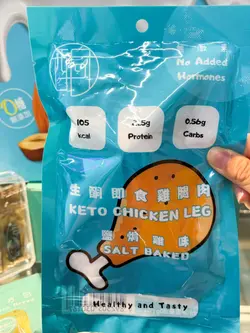 No Added
Hormones
105
kcal
Protein
0.56g
Carbs
生酮即食雞腿肉
KETO CHICKEN LEG
鹽焗雞味
SALT BAKED
Healthy and Tasty